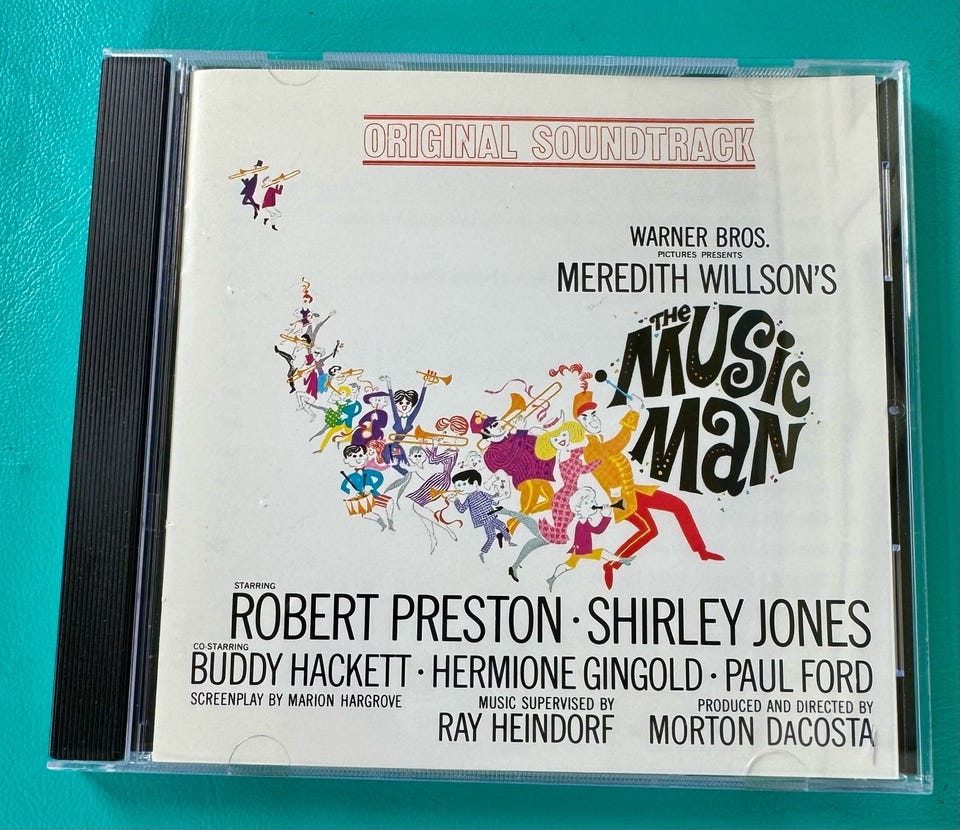 ORIGINAL SOUNDTRACK
WARNER BROS.
PICTURES PRESENTS
MEREDITH WILLSON'S
THe
MUSiC
MaN
STARRING
ROBERT PRESTON · SHIRLEY JONES
CO-STARRING
BUDDY HACKETT · HERMIONE GINGOLD · PAUL FORD
SCREENPLAY BY MARION HARGROVE
MUSIC SUPERVISED BY
RAY HEINDORF
PRODUCED AND DIRECTED BY
MORTON DaCOSTA